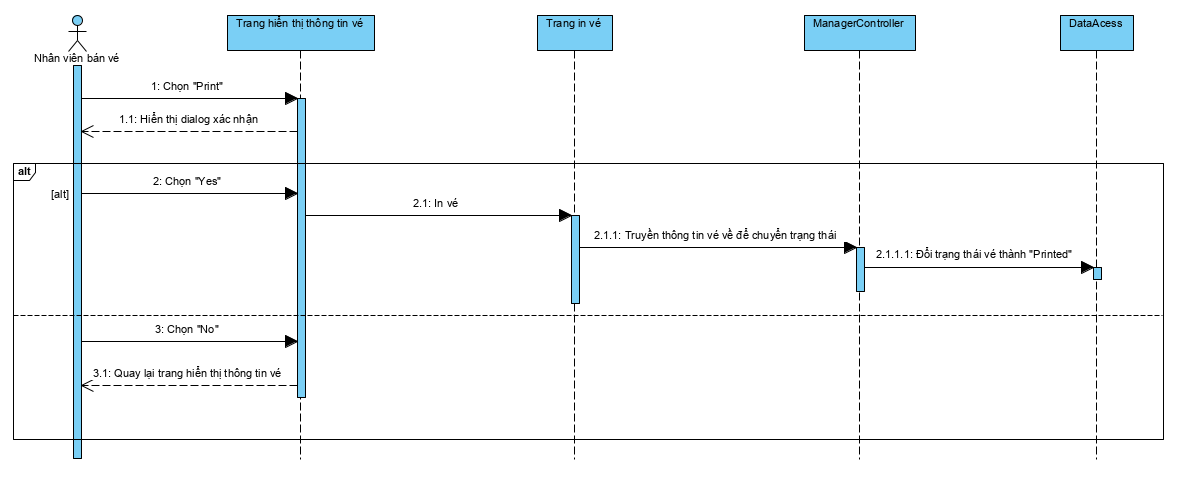 Trang hiển thị thông tin vé
Trang in vé
ManagerController
DataAcess
Nhân viên bán vé
1: Chọn "Print"
1.1: Hiển thị dialog xác nhận
alt
[alt]
2: Chọn "Yes"
2.1: In vé
2.1.1: Truyền thông tin vé về để chuyển trạng thái
2.1.1.1: Đổi trạng thái vé thành "Printed"
3: Chọn "No"
3.1: Quay lại trang hiển thị thông tin vé